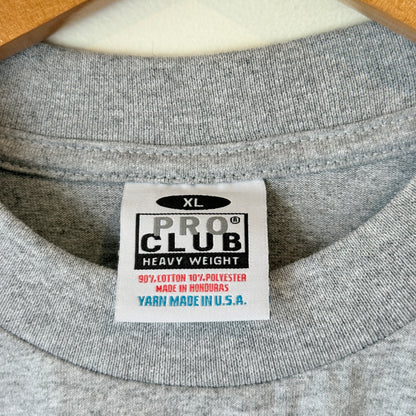 XL
PRO®
CLUB
HEAVY WEIGHT
90% COTTON 10% POLYESTER
MADE IN HONDURAS
YARN MADE IN U.S.A.